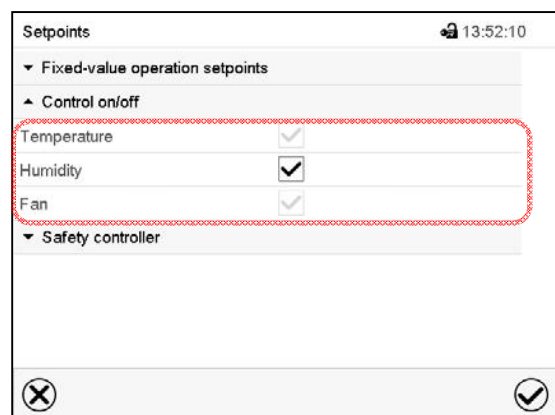 Setpoints 13:52:10
Fixed-value operation setpoints
Control on/off
Temperature
Humidity
Fan
Safety controller